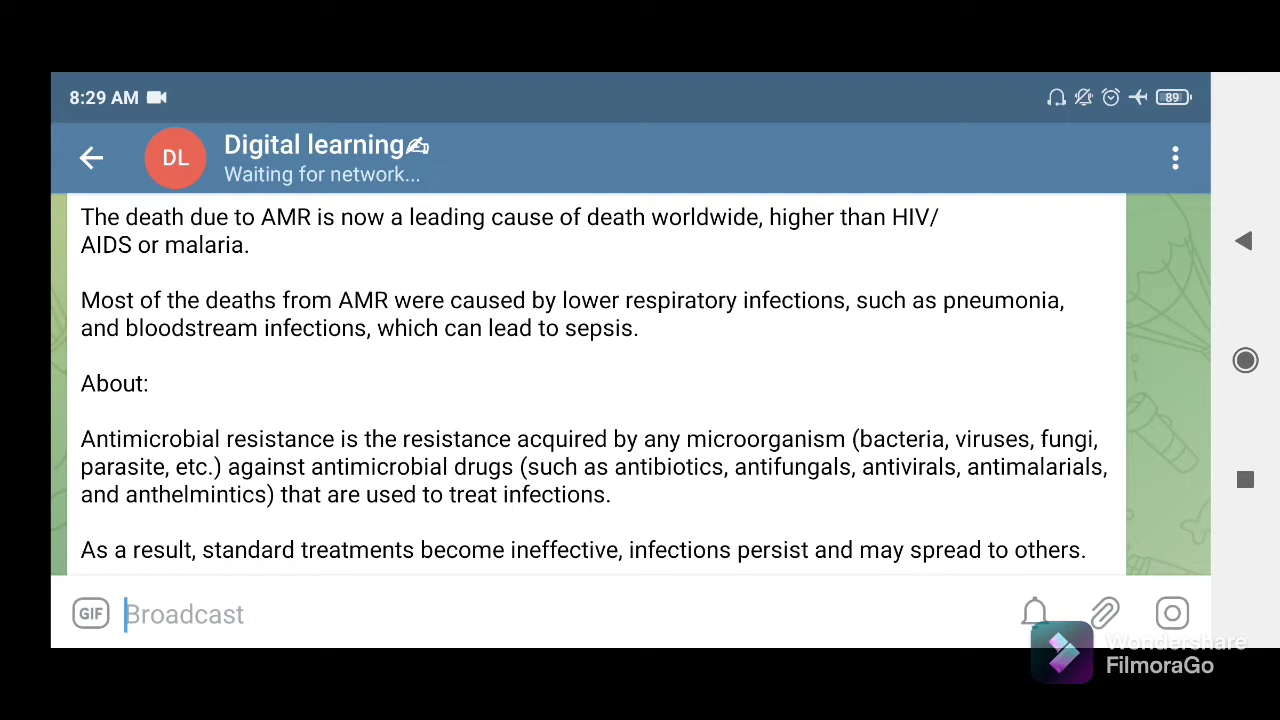 8:29 AM
89
DL
Digital learning✍
Waiting for network...
The death due to AMR is now a leading cause of death worldwide, higher than HIV/
AIDS or malaria.
Most of the deaths from AMR were caused by lower respiratory infections, such as pneumonia,
and bloodstream infections, which can lead to sepsis.
About:
Antimicrobial resistance is the resistance acquired by any microorganism (bacteria, viruses, fungi,
parasite, etc.) against antimicrobial drugs (such as antibiotics, antifungals, antivirals, antimalarials,
and anthelmintics) that are used to treat infections.
As a result, standard treatments become ineffective, infections persist and may spread to others.
GIF
Broadcast
Wondershare
FilmoraGo